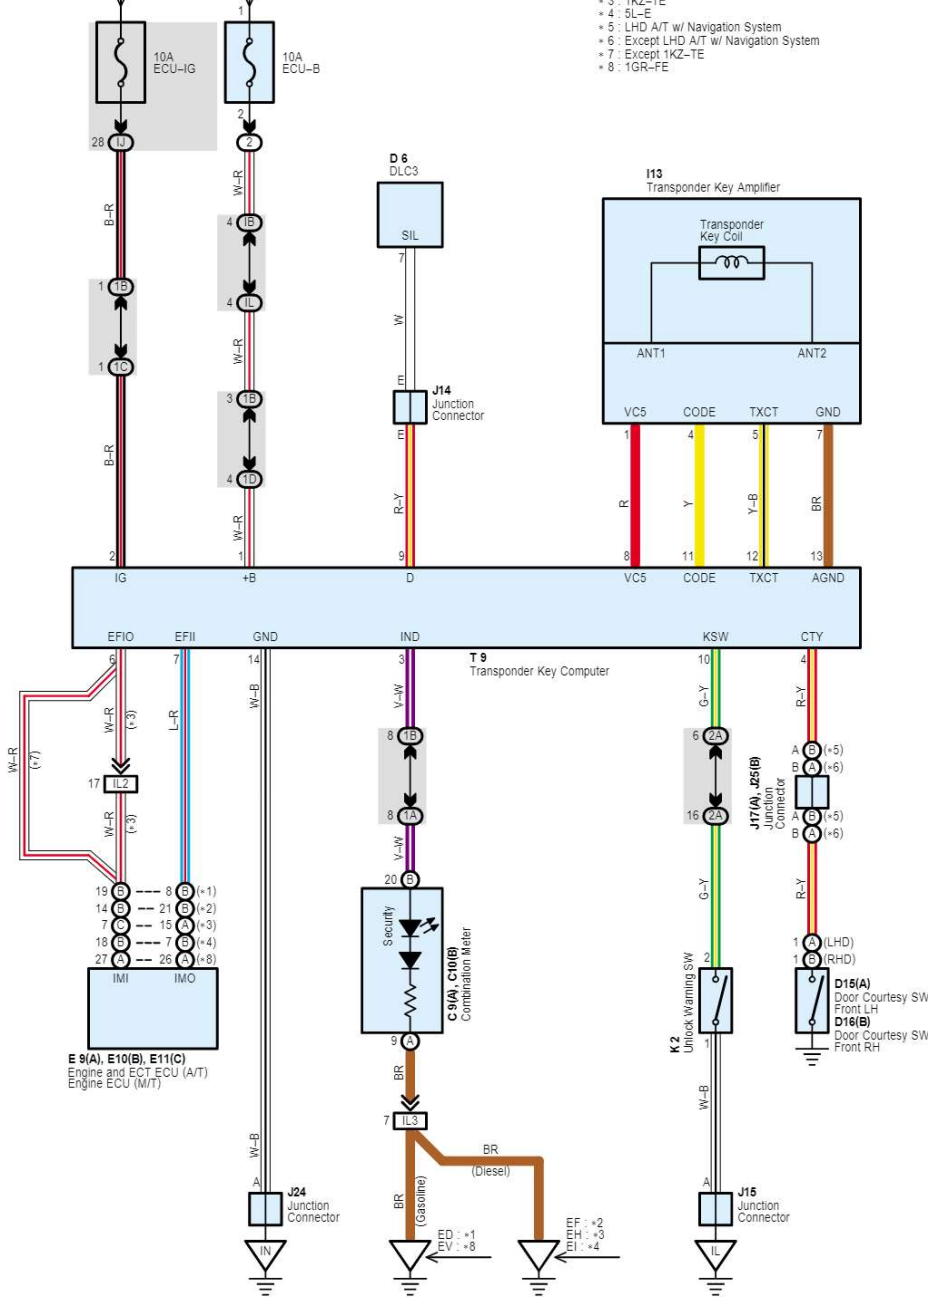 * 3 : 1KZ–TE
* 4 : 5L–E
* 5 : LHD A/T w/ Navigation System
* 6 : Except LHD A/T w/ Navigation System
* 7 : Except 1KZ–TE
* 8 : 1GR–FE
1
10A
ECU–IG
10A
ECU–B
2
28 IJ
2
W–R
B–R
4 IB
4 IL
W–R
1 1B
1 1C
B–R
3 1B
4 1D
W–R
D 6
DLC3
SIL
7
W
E
J14
Junction
Connector
E
R–Y
I13
Transponder Key Amplifier
Transponder
Key Coil
ANT1
ANT2
VC5
CODE
TXCT
GND
1
4
5
7
R
Y
Y–B
BR
2
1
9
8
11
12
13
IG
+B
D
VC5
CODE
TXCT
AGND
EFIO
EFII
GND
IND
KSW
CTY
6
7
14
3
10
4
T 9
Transponder Key Computer
W–R
(*7)
W–R
(*3)
L–R
W–B
V–W
G–Y
R–Y
17 IL2
W–R
(*3)
8 1B
8 1A
V–W
6 2A
16 2A
G–Y
A B (*5)
B A (*6)
J17(A), J25(B)
Junction
Connector
A B (*5)
B A (*6)
R–Y
19 B –– – 8 B (*1)
14 B –– – 21 B (*2)
7 C –– – 15 A (*3)
18 B –– – 7 B (*4)
27 A –– – 26 A (*8)
IMI
IMO
E 9(A), E10(B), E11(C)
Engine and ECT ECU (A/T)
Engine ECU (M/T)
20 B
Security
C 9(A), C10(B)
Combination Meter
9 A
BR
7 IL3
BR
(Gasoline)
BR
(Diesel)
2
K 2
Unlock Warning SW
1
W–B
1 A (LHD)
1 B (RHD)
D15(A)
Door Courtesy SW
Front LH
D16(B)
Door Courtesy SW
Front RH
W–B
A
J24
Junction
Connector
IN
ED : *1
EV : *8
EF : *2
EH : *3
EI : *4
A
J15
Junction
Connector
IL